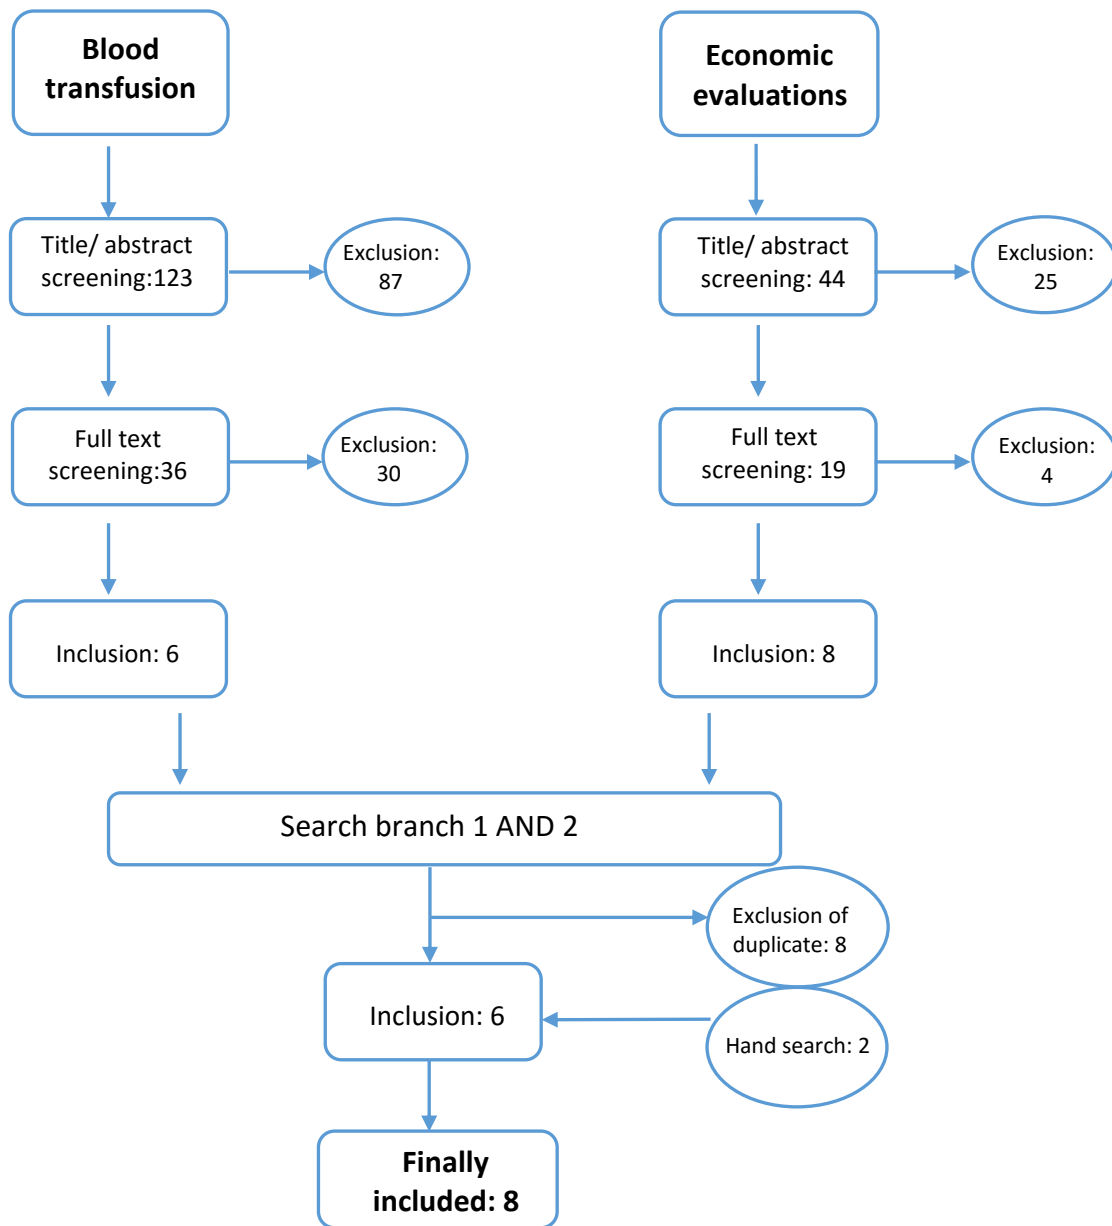 Blood
transfusion
Economic
evaluations
Title/ abstract
screening:123
Exclusion:
87
Title/ abstract
screening: 44
Exclusion:
25
Full text
screening:36
Exclusion:
30
Full text
screening: 19
Exclusion:
4
Inclusion: 6
Inclusion: 8
Search branch 1 AND 2
Exclusion of
duplicate: 8
Inclusion: 6
Hand search: 2
Finally
included: 8